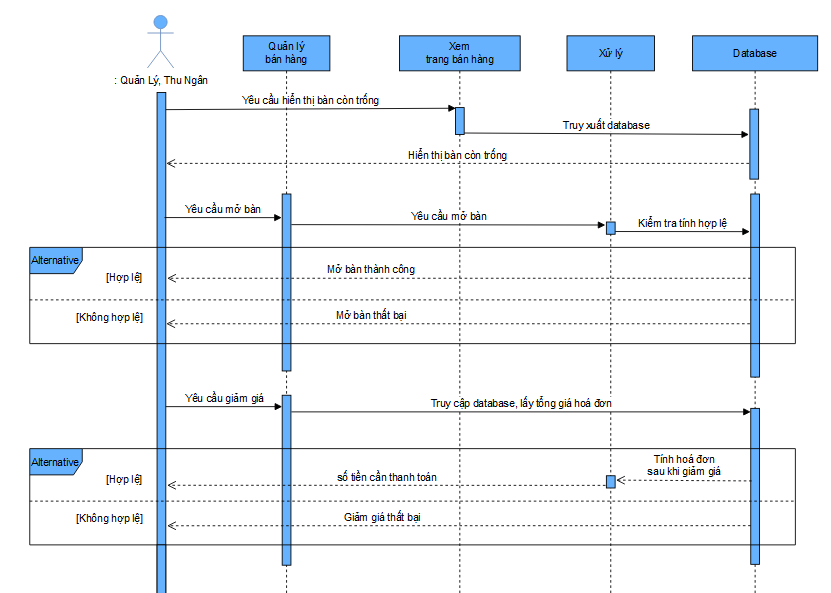 : Quản Lý, Thu Ngân
Quản lý
bán hàng
Xem
trang bán hàng
Xử lý
Database
Yêu cầu hiển thị bàn còn trống
Truy xuất database
Hiển thị bàn còn trống
Yêu cầu mở bàn
Yêu cầu mở bàn
Kiểm tra tính hợp lệ
Alternative
[Hợp lệ]
Mở bàn thành công
[Không hợp lệ]
Mở bàn thất bại
Yêu cầu giảm giá
Truy cập database, lấy tổng giá hoá đơn
Alternative
[Hợp lệ]
số tiền cần thanh toán
Tính hoá đơn
sau khi giảm giá
[Không hợp lệ]
Giảm giá thất bại